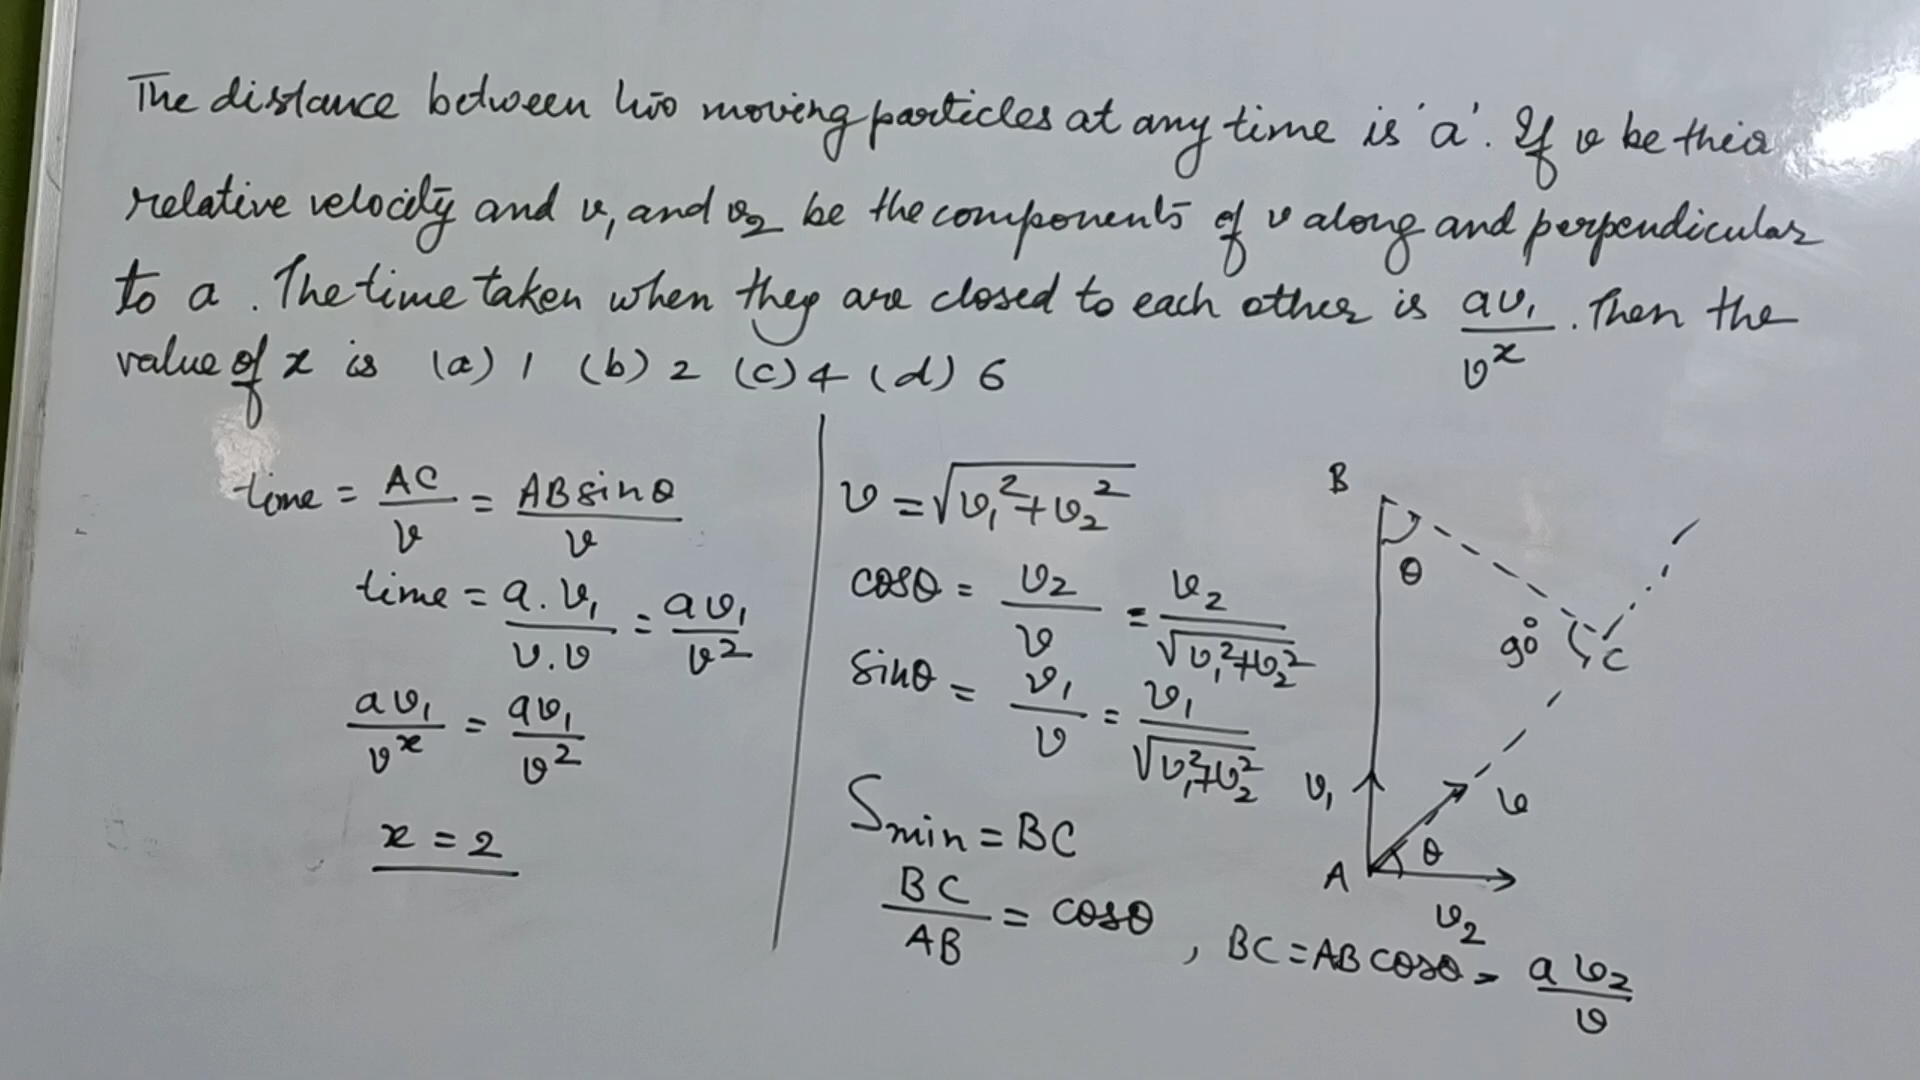 The distance between two moving particles at any time is 'a'. If v be their
relative velocity and v₁ and v₂ be the components of v along and perpendicular
to a. The time taken when they are closed to each other is av₁/v^x. Then the
value of x is (a) 1 (b) 2 (c) 4 (d) 6
time = AC/v = AB sinθ/v
time = a.v₁/v.v = av₁/v²
av₁/v^x = av₁/v²
x = 2
v = √(v₁²+v₂²)
cosθ = v₂/v = v₂/√(v₁²+v₂²)
sinθ = v₁/v = v₁/√(v₁²+v₂²)
Smin = BC
BC/AB = cosθ, BC = AB cosθ = av₂/v
B
θ
90° C
v₁ v
θ
A
v₂